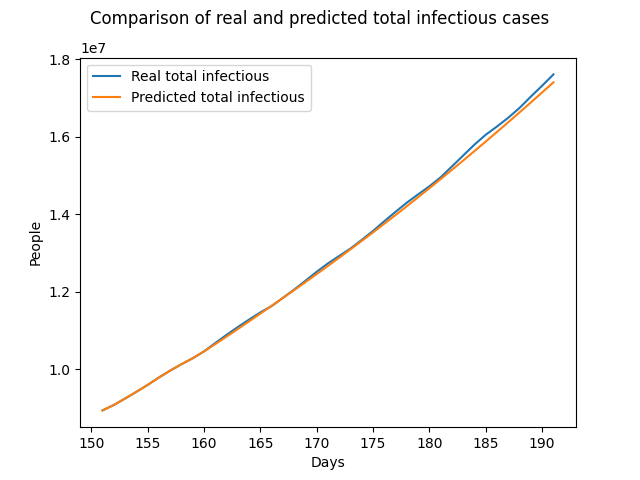 Comparison of real and predicted total infectious cases
1e7
1.8
Real total infectious
Predicted total infectious
1.6
1.4
1.2
1.0
People
150 155 160 165 170 175 180 185 190
Days